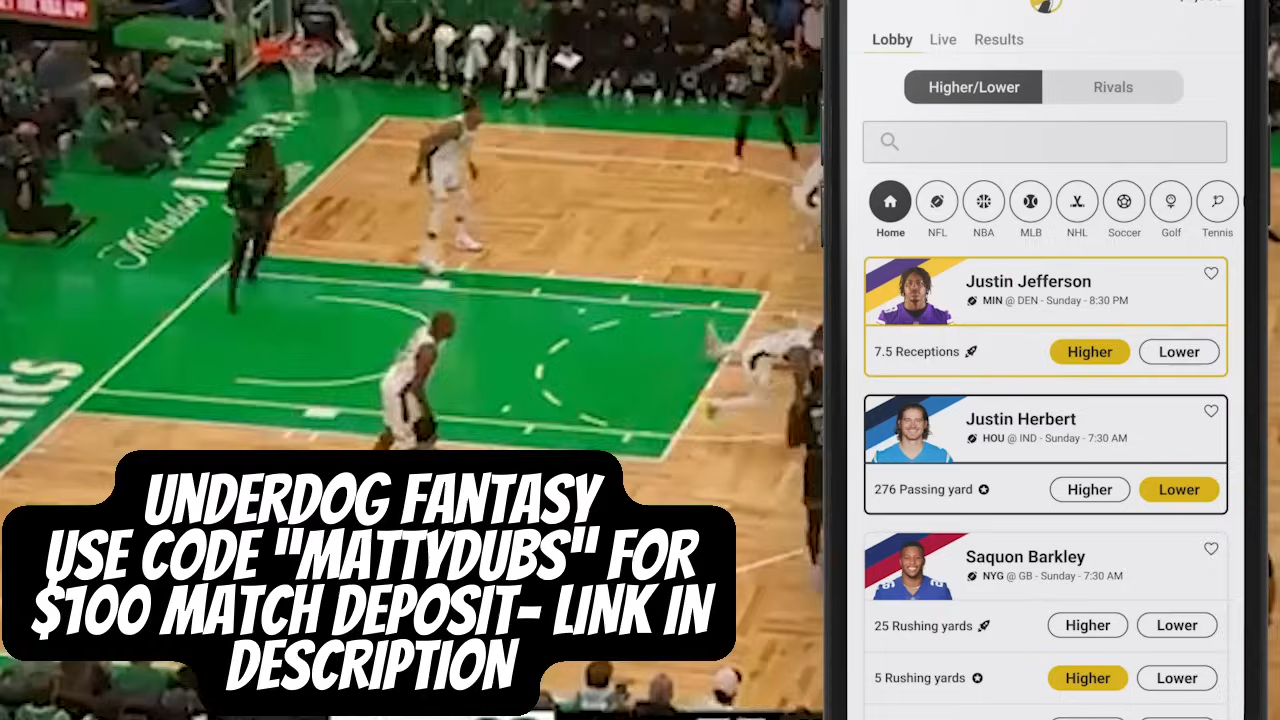 Michelob ULTRA
UNDERDOG FANTASY
USE CODE "MATTYDUBS" FOR
$100 MATCH DEPOSIT- LINK IN
DESCRIPTION
Lobby Live Results
Higher/Lower Rivals
Home NFL NBA MLB NHL Soccer Golf Tennis
Justin Jefferson
MIN @ DEN - Sunday - 8:30 PM
7.5 Receptions Higher Lower
Justin Herbert
HOU @ IND - Sunday - 7:30 AM
276 Passing yard Higher Lower
Saquon Barkley
NYG @ GB - Sunday - 7:30 AM
25 Rushing yards Higher Lower
5 Rushing yards Higher Lower